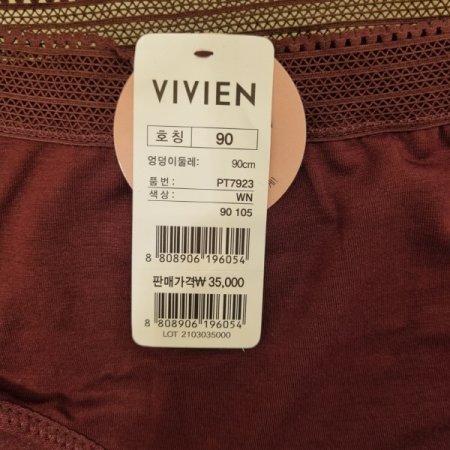 VIVIEN
호칭 90
엉덩이둘레: 90cm
품번: PT7923
색상: WN
90 105
8 808906 196054
판매가격₩ 35,000
8 808906 196054
LOT 2103035000